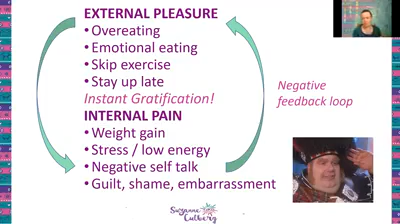 EXTERNAL PLEASURE
• Overeating
• Emotional eating
• Skip exercise
• Stay up late
Instant Gratification!
INTERNAL PAIN
• Weight gain
• Stress / low energy
• Negative self talk
• Guilt, shame, embarrassment
Negative
feedback loop
Suzanne
Culberg